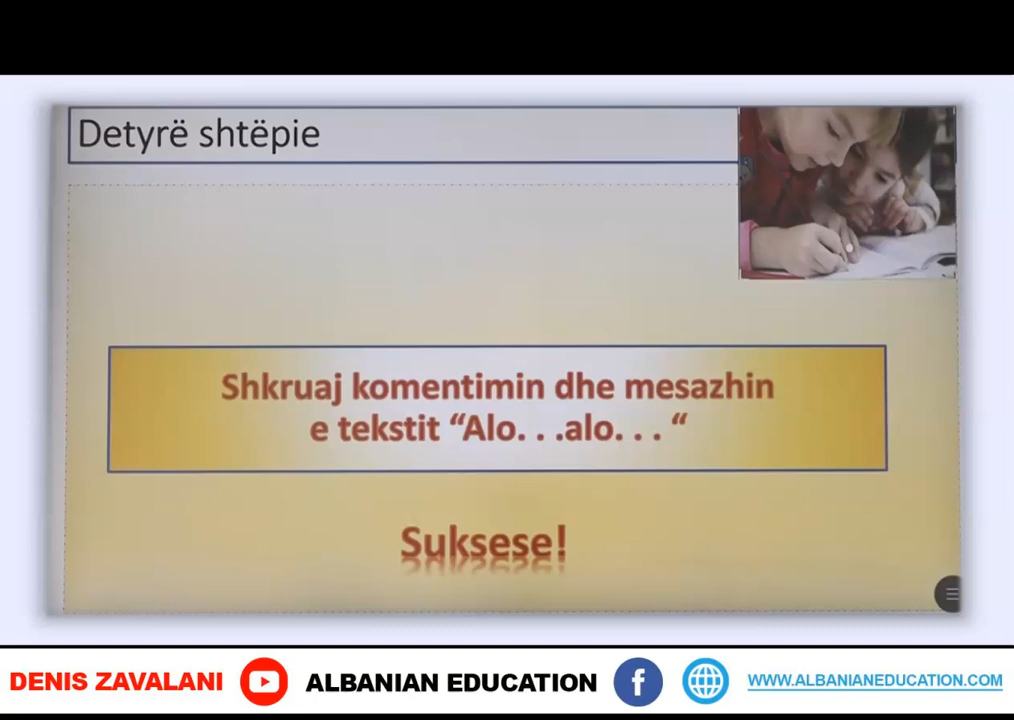 Detyrë shtëpie
Shkruaj komentimin dhe mesazhin
e tekstit “Alo. . .alo. . . “
Suksese!
DENIS ZAVALANI
ALBANIAN EDUCATION
f
WWW.ALBANIANEDUCATION.COM